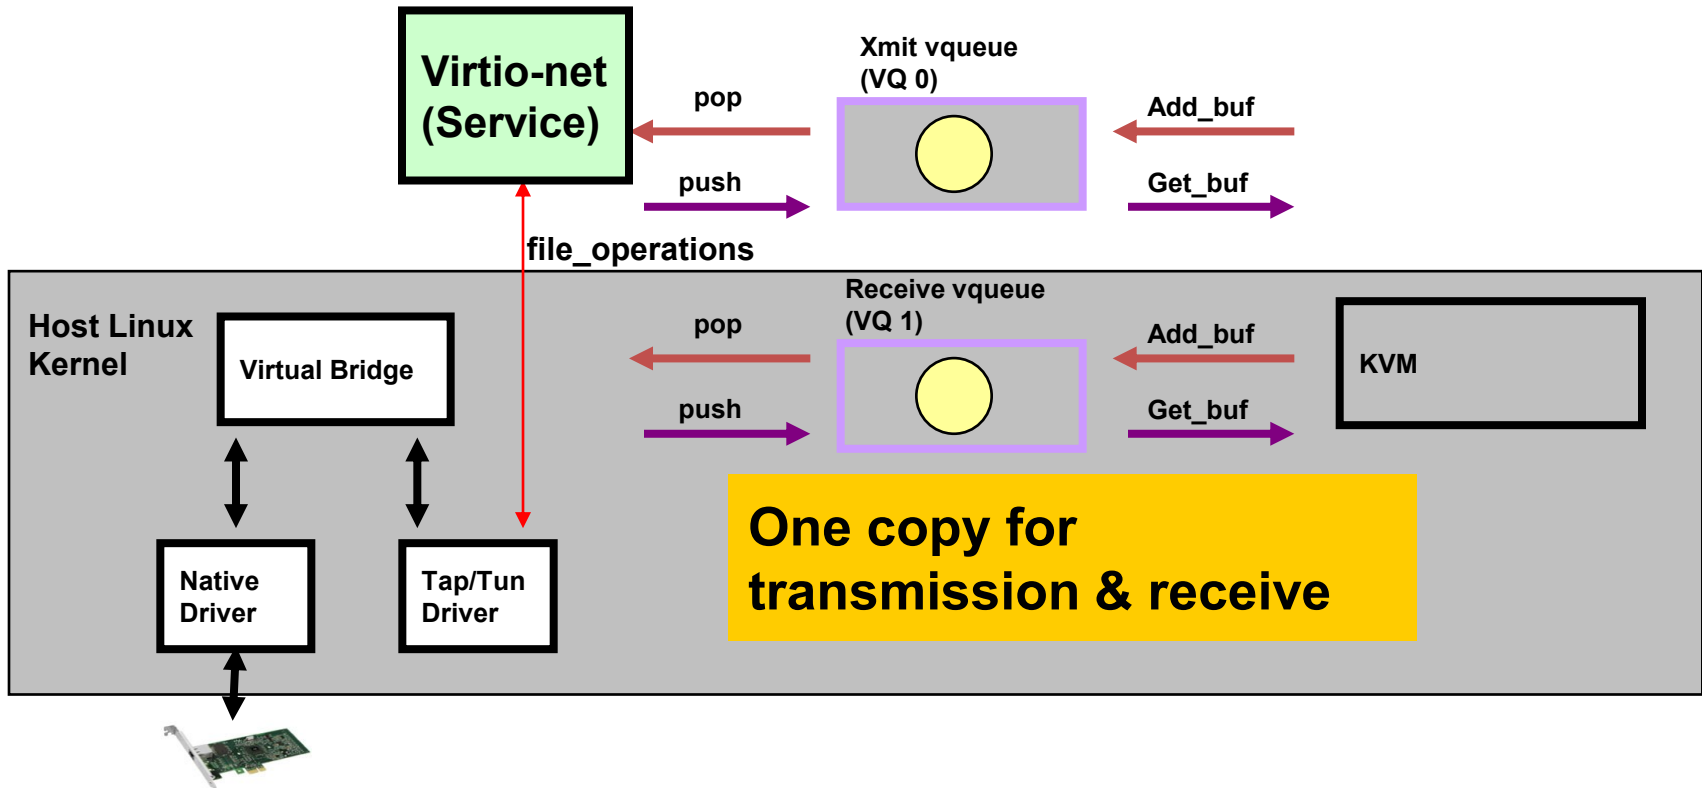 Virtio-net
(Service)
Xmit vqueue
(VQ 0)
pop
Add_buf
push
Get_buf
file_operations
Host Linux
Kernel
Virtual Bridge
Receive vqueue
(VQ 1)
pop
Add_buf
KVM
push
Get_buf
One copy for
transmission & receive
Native
Driver
Tap/Tun
Driver